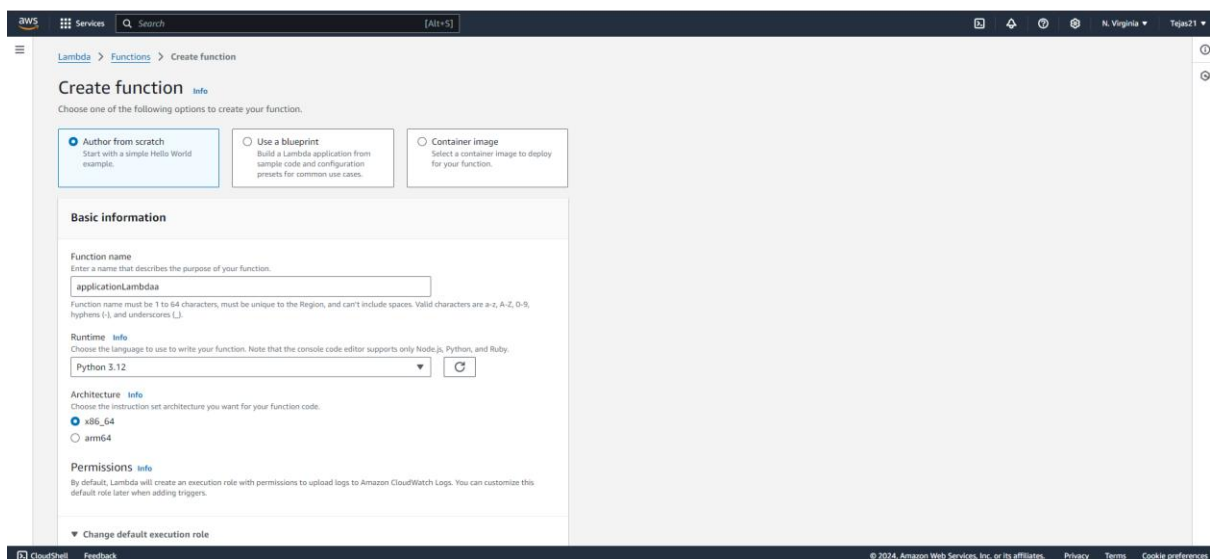 aws
Services
Search
[Alt+S]
N. Virginia
Tejas21
Lambda > Functions > Create function
Create function Info
Choose one of the following options to create your function.
Author from scratch
Start with a simple Hello World
example.
Use a blueprint
Build a Lambda application from
sample code and configuration
presets for common use cases.
Container image
Select a container image to deploy
for your function.
Basic information
Function name
Enter a name that describes the purpose of your function.
applicationLambdaa
Function name must be 1 to 64 characters, must be unique to the Region, and can't include spaces. Valid characters are a-z, A-Z, 0-9,
hyphens (-), and underscores (_).
Runtime Info
Choose the language to use to write your function. Note that the console code editor supports only Node.js, Python, and Ruby.
Python 3.12
Architecture Info
Choose the instruction set architecture you want for your function code.
x86_64
arm64
Permissions Info
By default, Lambda will create an execution role with permissions to upload logs to Amazon CloudWatch Logs. You can customize this
default role later when adding triggers.
Change default execution role
CloudShell Feedback © 2024, Amazon Web Services, Inc. or its affiliates. Privacy Terms Cookie preferences